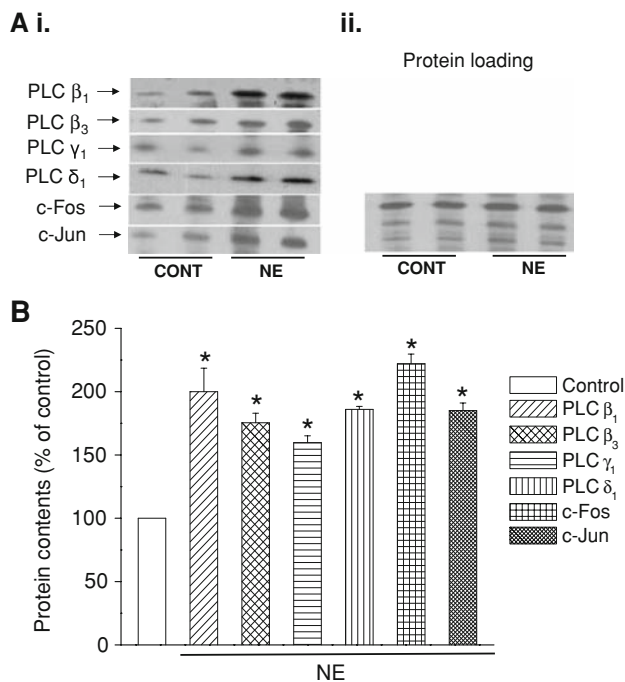 A i.
ii.
Protein loading
PLC β₁
PLC β₃
PLC γ₁
PLC δ₁
c-Fos
c-Jun
CONT NE
CONT NE
B
Protein contents (% of control)
250
200
150
100
50
0
* * * * * *
NE
Control
PLC β₁
PLC β₃
PLC γ₁
PLC δ₁
c-Fos
c-Jun